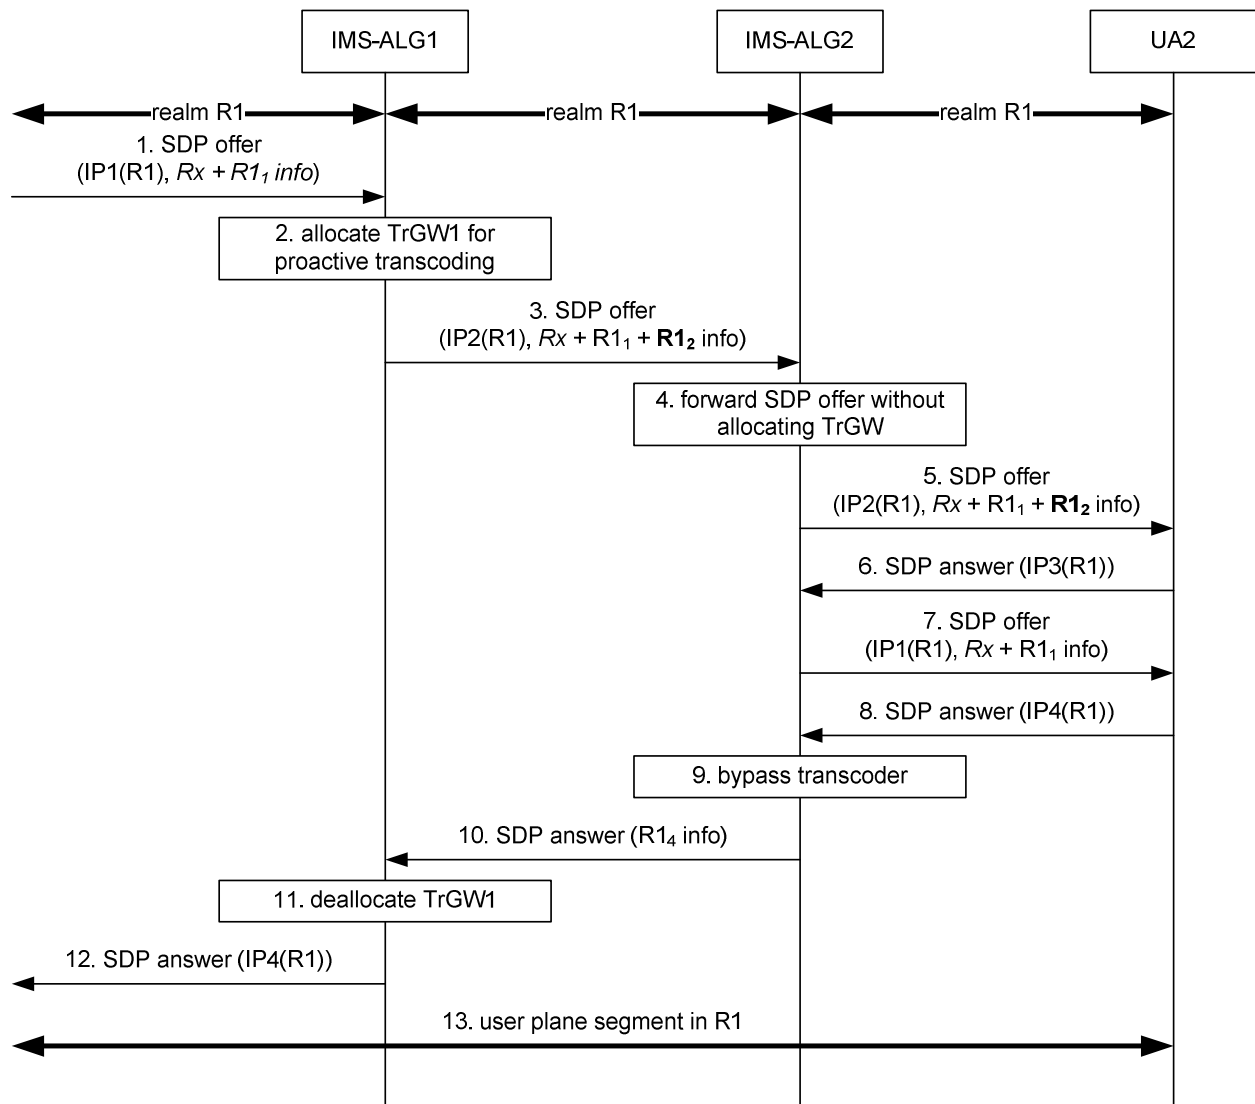 IMS-ALG1
IMS-ALG2
UA2
realm R1
realm R1
realm R1
1. SDP offer
(IP1(R1), Rx + R1₁ info)
2. allocate TrGW1 for
proactive transcoding
3. SDP offer
(IP2(R1), Rx + R1₁ + R1₂ info)
4. forward SDP offer without
allocating TrGW
5. SDP offer
(IP2(R1), Rx + R1₁ + R1₂ info)
6. SDP answer (IP3(R1))
7. SDP offer
(IP1(R1), Rx + R1₁ info)
8. SDP answer (IP4(R1))
9. bypass transcoder
10. SDP answer (R1₄ info)
11. deallocate TrGW1
12. SDP answer (IP4(R1))
13. user plane segment in R1